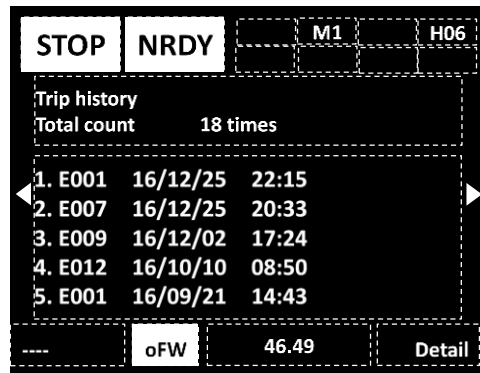 STOP NRDY M1 H06
Trip history
Total count 18 times
1. E001 16/12/25 22:15
2. E007 16/12/25 20:33
3. E009 16/12/02 17:24
4. E012 16/10/10 08:50
5. E001 16/09/21 14:43
---- oFW 46.49 Detail